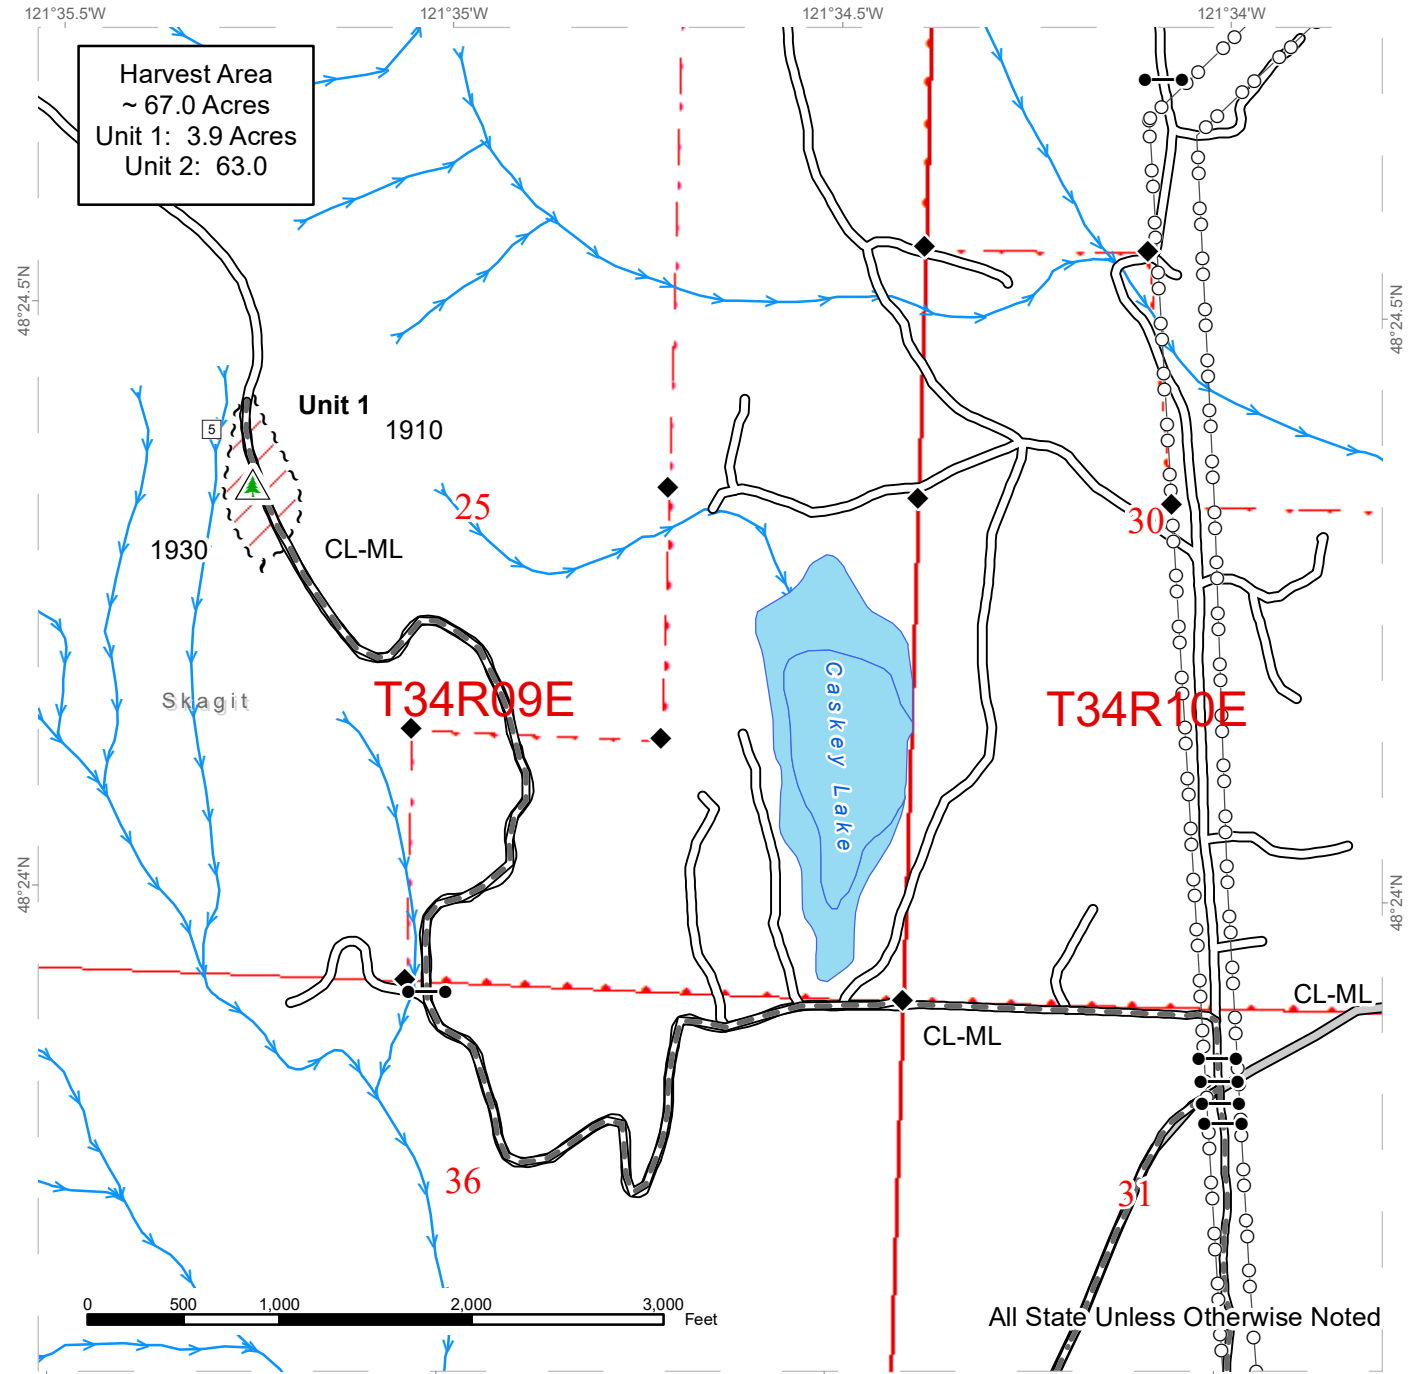 121°35.5'W
121°35'W
121°34.5'W
121°34'W
Harvest Area
~ 67.0 Acres
Unit 1: 3.9 Acres
Unit 2: 63.0
48°24.5'N
48°24.5'N
Unit 1
1910
5
25
30
1930
CL-ML
Skagit
T34R09E
T34R10E
Caskey Lake
48°24'N
48°24'N
CL-ML
CL-ML
36
31
0
500
1,000
2,000
3,000
Feet
All State Unless Otherwise Noted